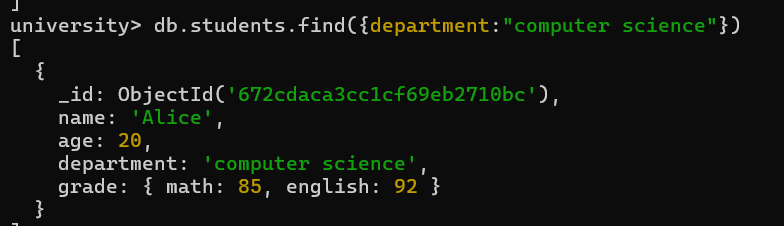 ]
university> db.students.find({department:"computer science"})
[
  {
    _id: ObjectId('672cdaca3cc1cf69eb2710bc'),
    name: 'Alice',
    age: 20,
    department: 'computer science',
    grade: { math: 85, english: 92 }
  }
]